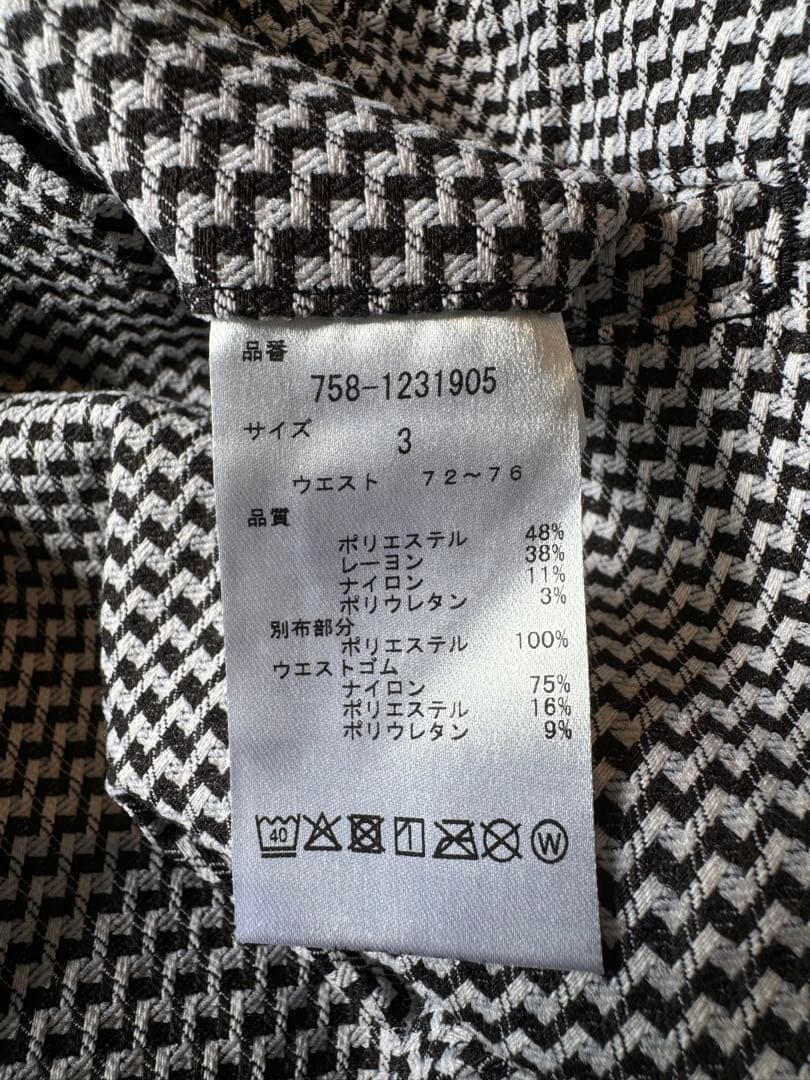 品番
758-1231905
サイズ 3
ウエスト 72～76
品質
ポリエステル 48%
レーヨン 38%
ナイロン 11%
ポリウレタン 3%
別布部分
ポリエステル 100%
ウエストゴム
ナイロン 75%
ポリエステル 16%
ポリウレタン 9%
40
W